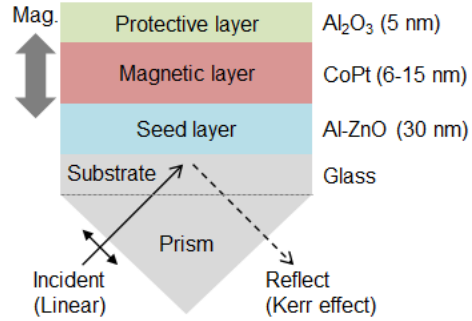 Mag.
Protective layer
Al₂O₃ (5 nm)
Magnetic layer
CoPt (6-15 nm)
Seed layer
Al-ZnO (30 nm)
Substrate
Glass
Prism
Incident
(Linear)
Reflect
(Kerr effect)